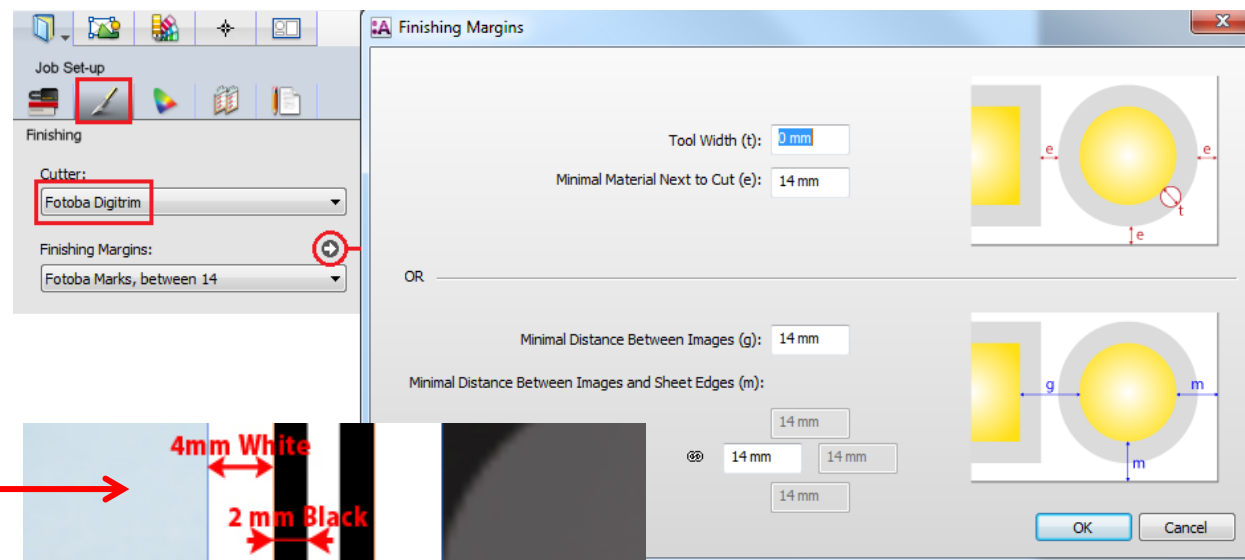 Job Set-up
Finishing
Cutter:
Fotoba Digitrim
Finishing Margins:
Fotoba Marks, between 14
:A Finishing Margins
x
Tool Width (t): 0 mm
Minimal Material Next to Cut (e): 14 mm
e
e
t
e
OR
Minimal Distance Between Images (g): 14 mm
Minimal Distance Between Images and Sheet Edges (m):
14 mm
14 mm
14 mm
14 mm
g
m
m
OK
Cancel
4mm White
2 mm Black